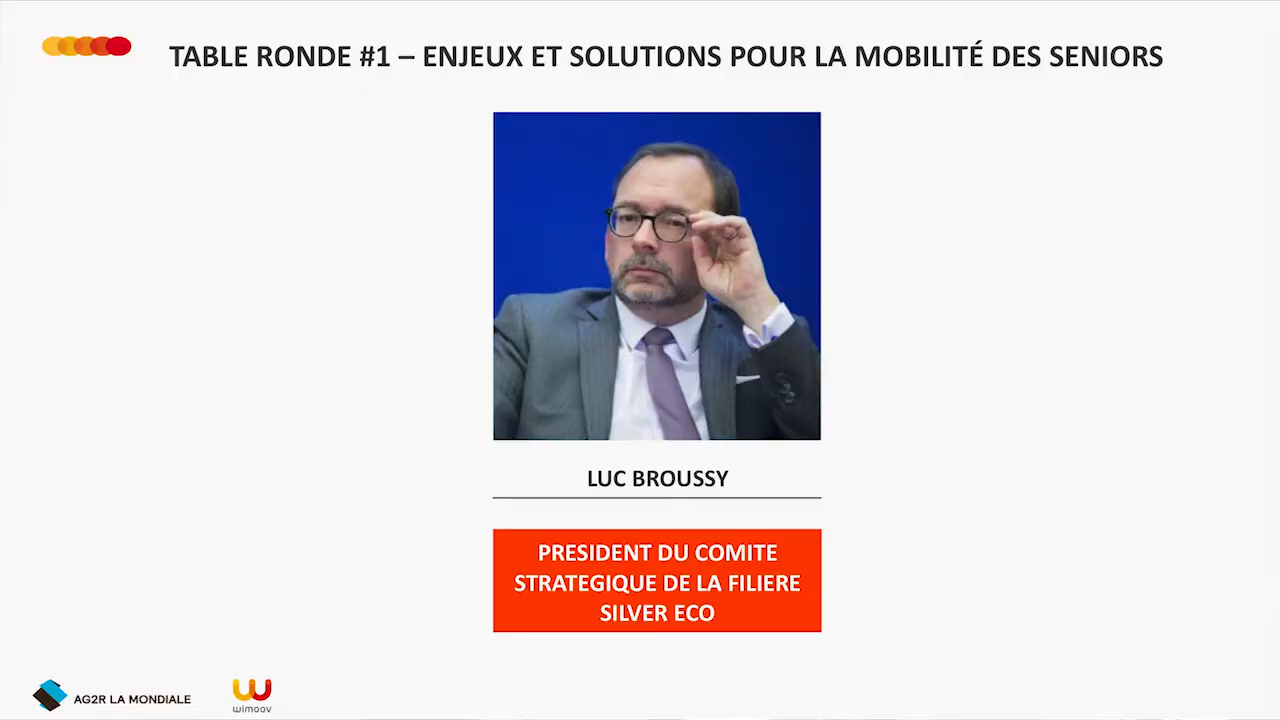 TABLE RONDE #1 – ENJEUX ET SOLUTIONS POUR LA MOBILITÉ DES SENIORS
LUC BROUSSY
PRESIDENT DU COMITE
STRATEGIQUE DE LA FILIERE
SILVER ECO
AG2R LA MONDIALE
wimoov